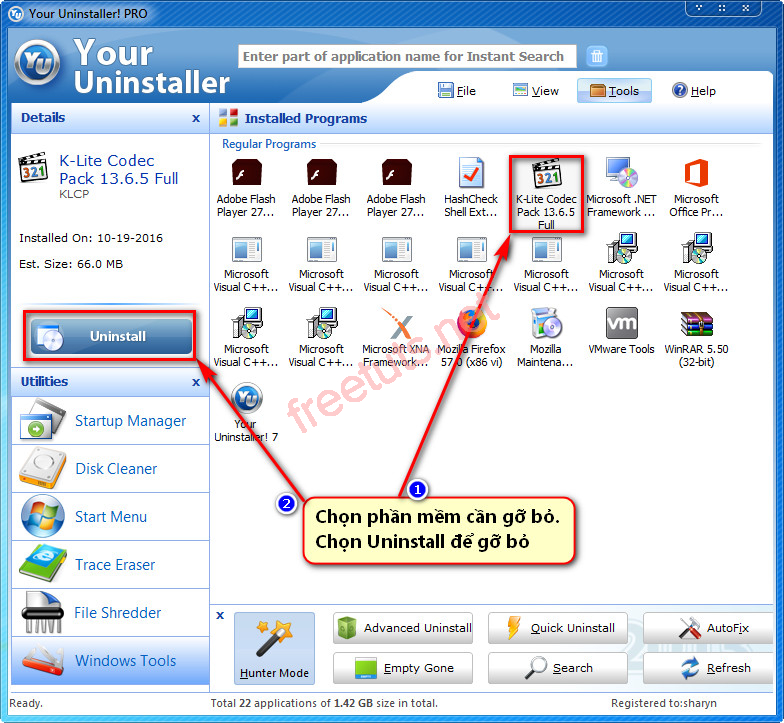 Your Uninstaller! PRO
Your
Uninstaller
Enter part of application name for Instant Search
File
View
Tools
Help
Details
x
K-Lite Codec
Pack 13.6.5 Full
KLCP
Installed On: 10-19-2016
Est. Size: 66.0 MB
Uninstall
Utilities
x
Startup Manager
Disk Cleaner
Start Menu
Trace Eraser
File Shredder
Windows Tools
Installed Programs
Regular Programs
Adobe Flash
Player 27...
Adobe Flash
Player 27...
Adobe Flash
Player 27...
HashCheck
Shell Ext...
K-Lite Codec
Pack 13.6.5
Full
Microsoft .NET
Framework ...
Microsoft
Office Pr...
Microsoft
Visual C++...
Microsoft
Visual C++...
Microsoft
Visual C++...
Microsoft
Visual C++...
Microsoft
Visual C++...
Microsoft
Visual C++...
Microsoft
Visual C++...
Microsoft
Visual C++...
Microsoft
Visual C++...
Microsoft XNA
Framework...
Mozilla Firefox
57.0 (x86 vi)
Mozilla
Maintena...
VMware Tools
WinRAR 5.50
(32-bit)
Your
Uninstaller! 7
freetuts.net
1
2
Chọn phần mềm cần gỡ bỏ.
Chọn Uninstall để gỡ bỏ
x
Hunter Mode
Advanced Uninstall
Quick Uninstall
AutoFix
Empty Gone
Search
Refresh
Ready.
Total 22 applications of 1.42 GB size in total.
Registered to:sharyn